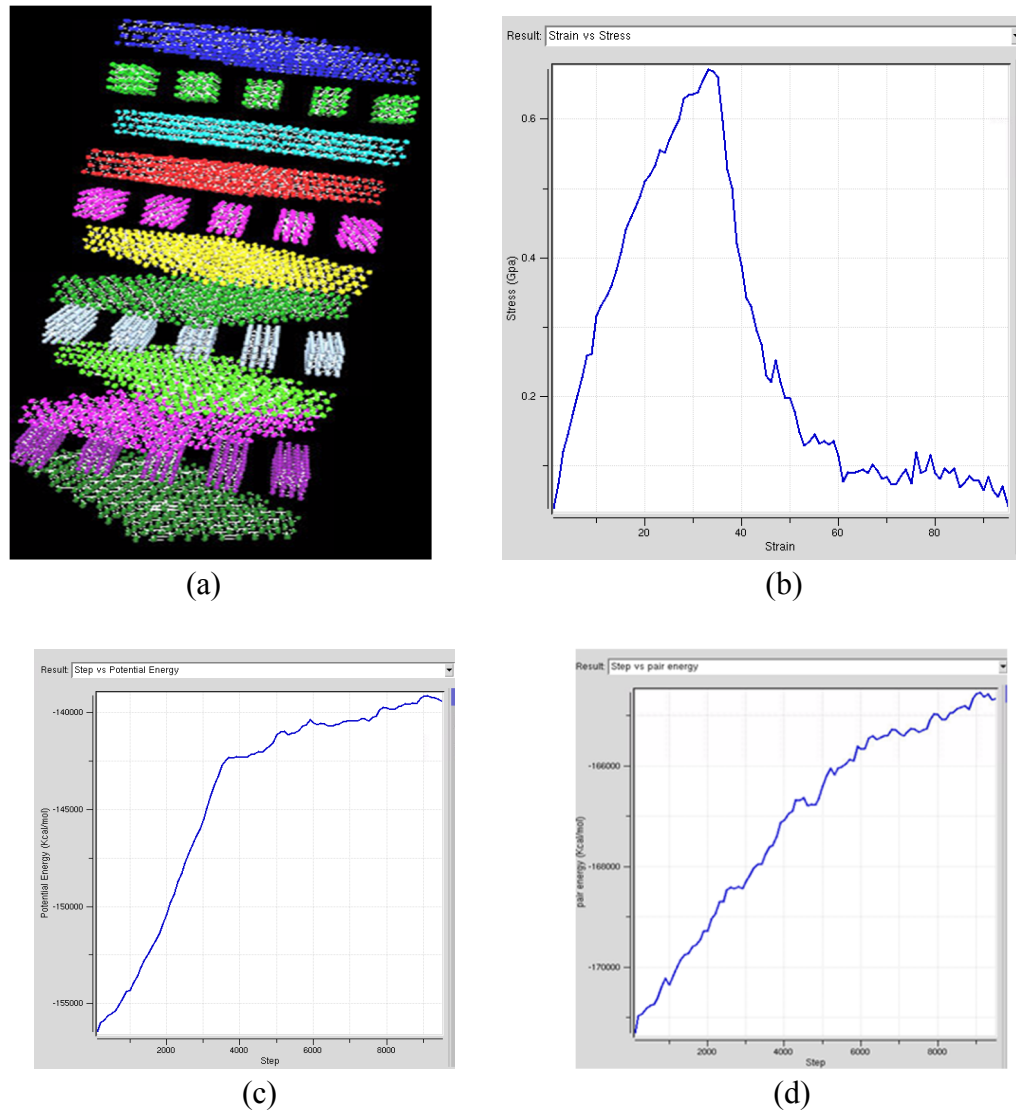 Result: Strain vs Stress
0.6
0.4
0.2
Stress (Gpa)
20 40 60 80
Strain
(a)
(b)
Result: Step vs Potential Energy
-140000
-145000
-150000
-155000
Potential Energy (Kcal/mol)
2000 4000 6000 8000
Step
(c)
Result: Step vs pair energy
-166000
-168000
-170000
pair energy (Kcal/mol)
2000 4000 6000 8000
Step
(d)